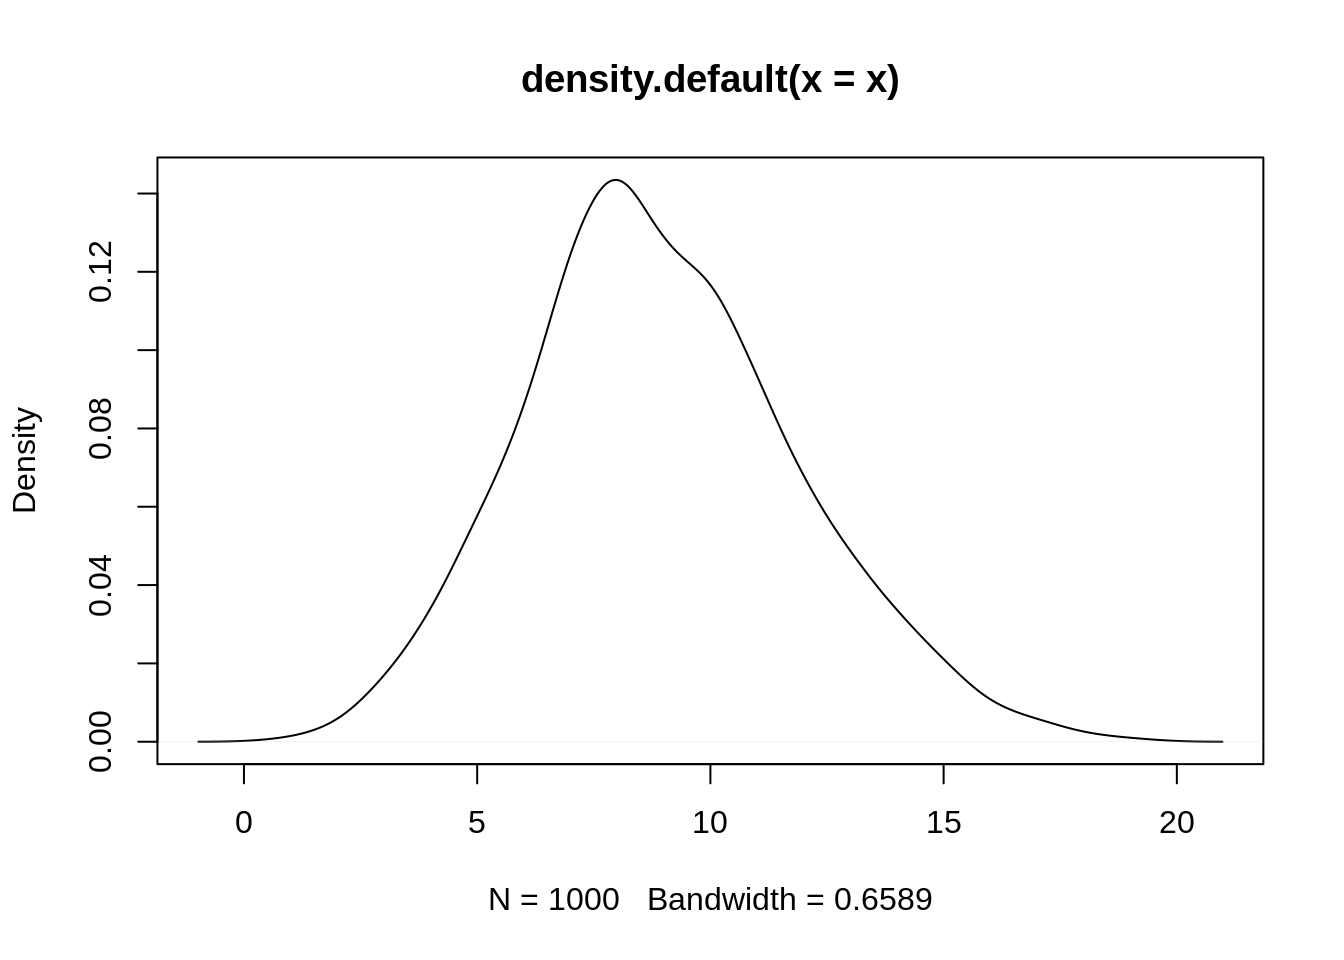 density.default(x = x)
Density
0.12
0.08
0.04
0.00
0 5 10 15 20
N = 1000 Bandwidth = 0.6589